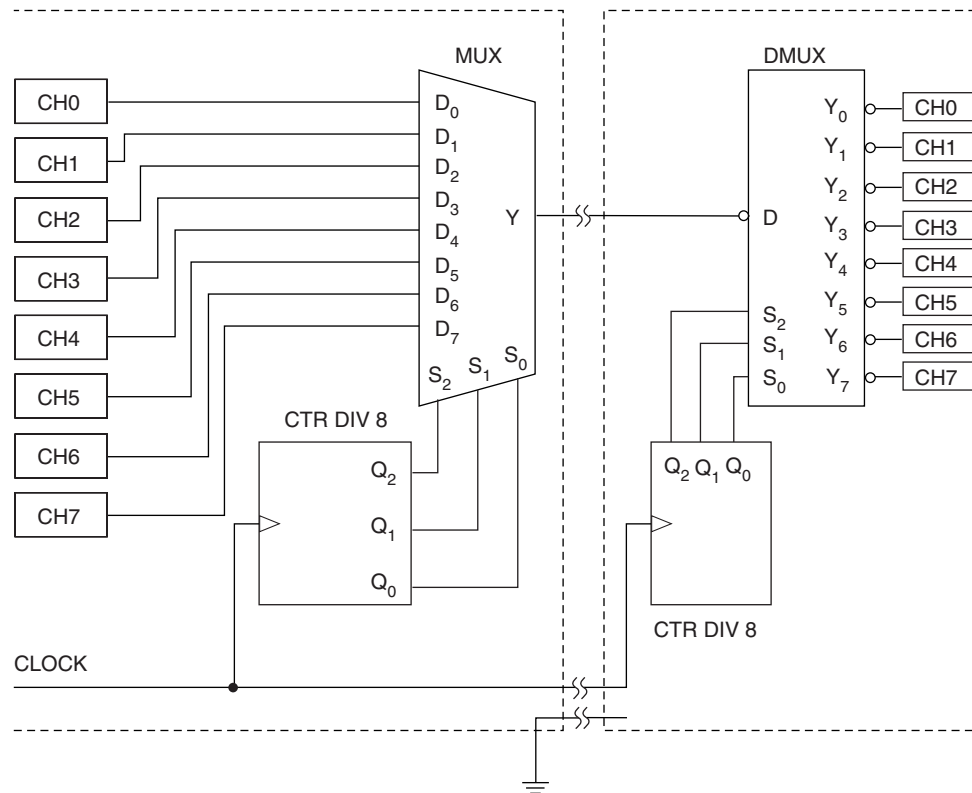 MUX
CH0
CH1
CH2
CH3
CH4
CH5
CH6
CH7
D0
D1
D2
D3
D4
D5
D6
D7
Y
S2
S1
S0
CTR DIV 8
Q2
Q1
Q0
CLOCK
DMUX
D
S2
S1
S0
Y0
Y1
Y2
Y3
Y4
Y5
Y6
Y7
CH0
CH1
CH2
CH3
CH4
CH5
CH6
CH7
Q2 Q1 Q0
CTR DIV 8